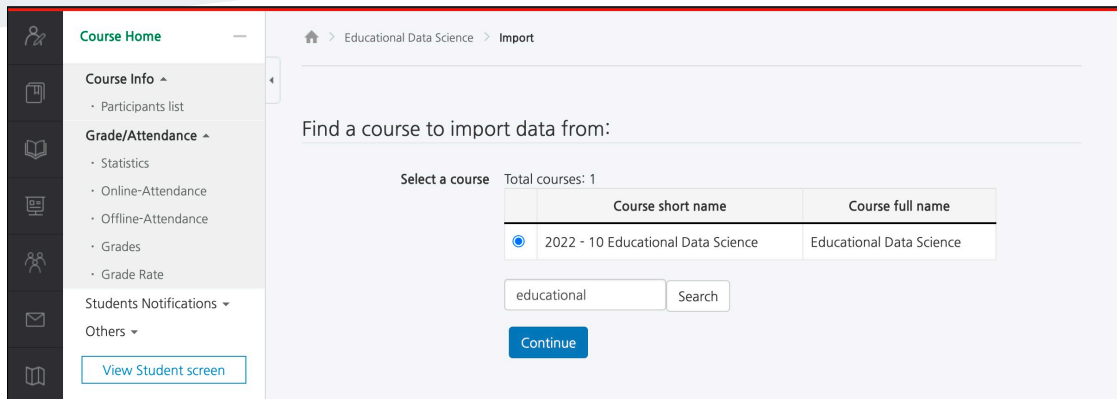 Course Home
Course Info
· Participants list
Grade/Attendance
· Statistics
· Online-Attendance
· Offline-Attendance
· Grades
· Grade Rate
Students Notifications
Others
View Student screen
> Educational Data Science > Import
Find a course to import data from:
Select a course Total courses: 1
Course short name Course full name
2022 - 10 Educational Data Science Educational Data Science
educational Search
Continue